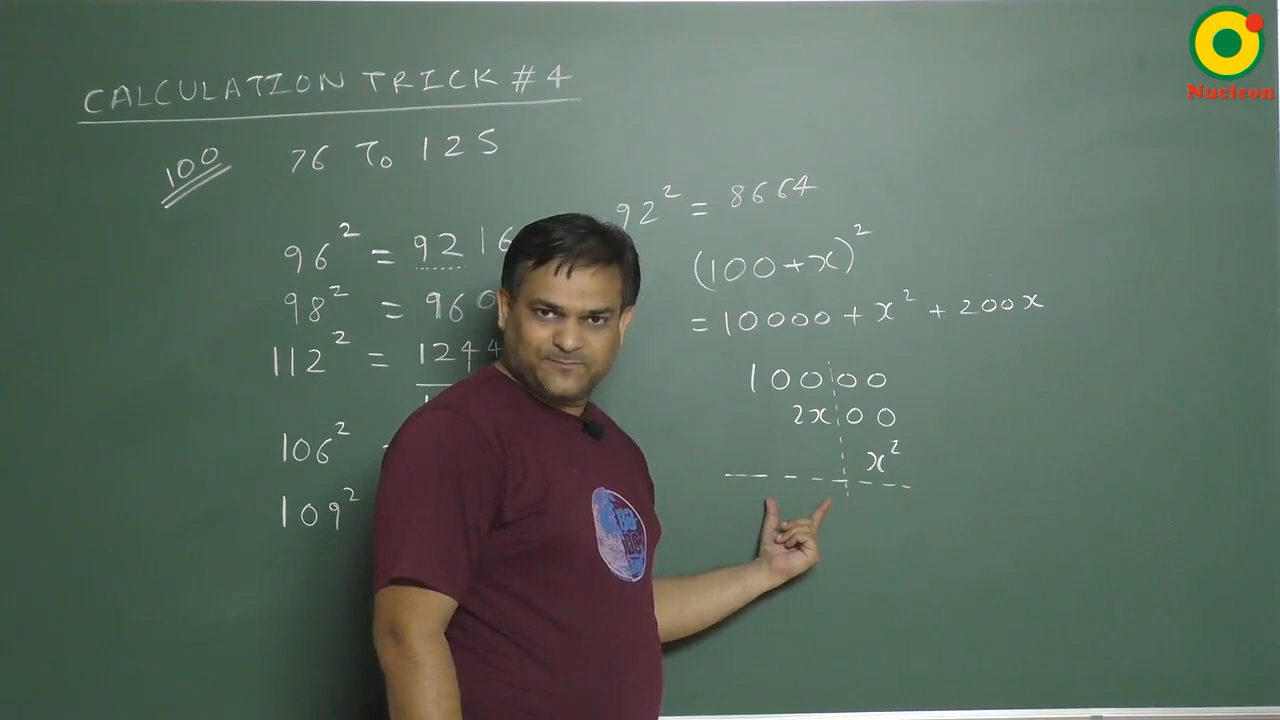 Nucleon
CALCULATION TRICK #4
100 76 To 125
96² = 9216
98² = 960
112² = 1244
106²
109²
92² = 8664
(100+x)²
= 10000 + x² + 200x
10000
2x00
x²